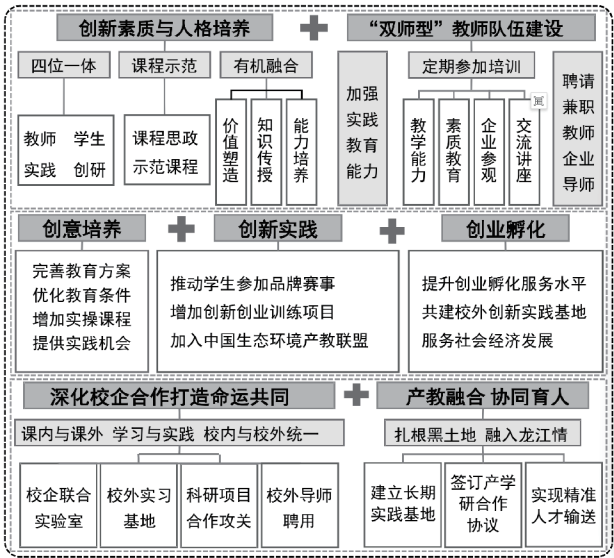 创新素质与人格培养
“双师型”教师队伍建设
四位一体
课程示范
有机融合
定期参加培训
教师 学生
实践 创研
课程思政
示范课程
价值塑造
知识传授
能力培养
加强
实践
教育
能力
教学能力
素质教育
企业参观
交流讲座
聘请
兼职
教师
企业
导师
创意培养
创新实践
创业孵化
完善教育方案
优化教育条件
增加实操课程
提供实践机会
推动学生参加品牌赛事
增加创新创业训练项目
加入中国生态环境产教联盟
提升创业孵化服务水平
共建校外创新实践基地
服务社会经济发展
深化校企合作打造命运共同
产教融合 协同育人
课内与课外 学习与实践 校内与校外统一
扎根黑土地 融入龙江情
校企联合
实验室
校外实习
基地
科研项目
合作攻关
校外导师
聘用
建立长期
实践基地
签订产学
研合作
协议
实现精准
人才输送